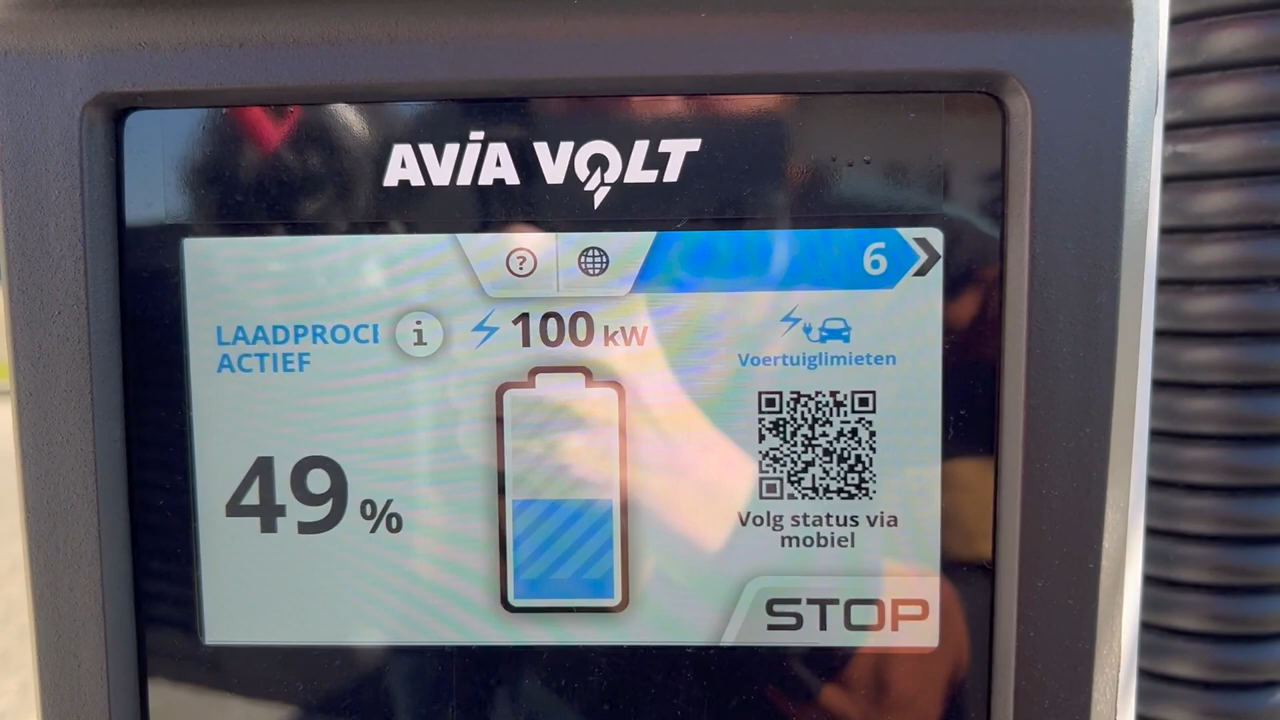 AVIA VOLT
6
LAADPROCI
ACTIEF
i
100 kW
Voertuiglimieten
49 %
Volg status via
mobiel
STOP